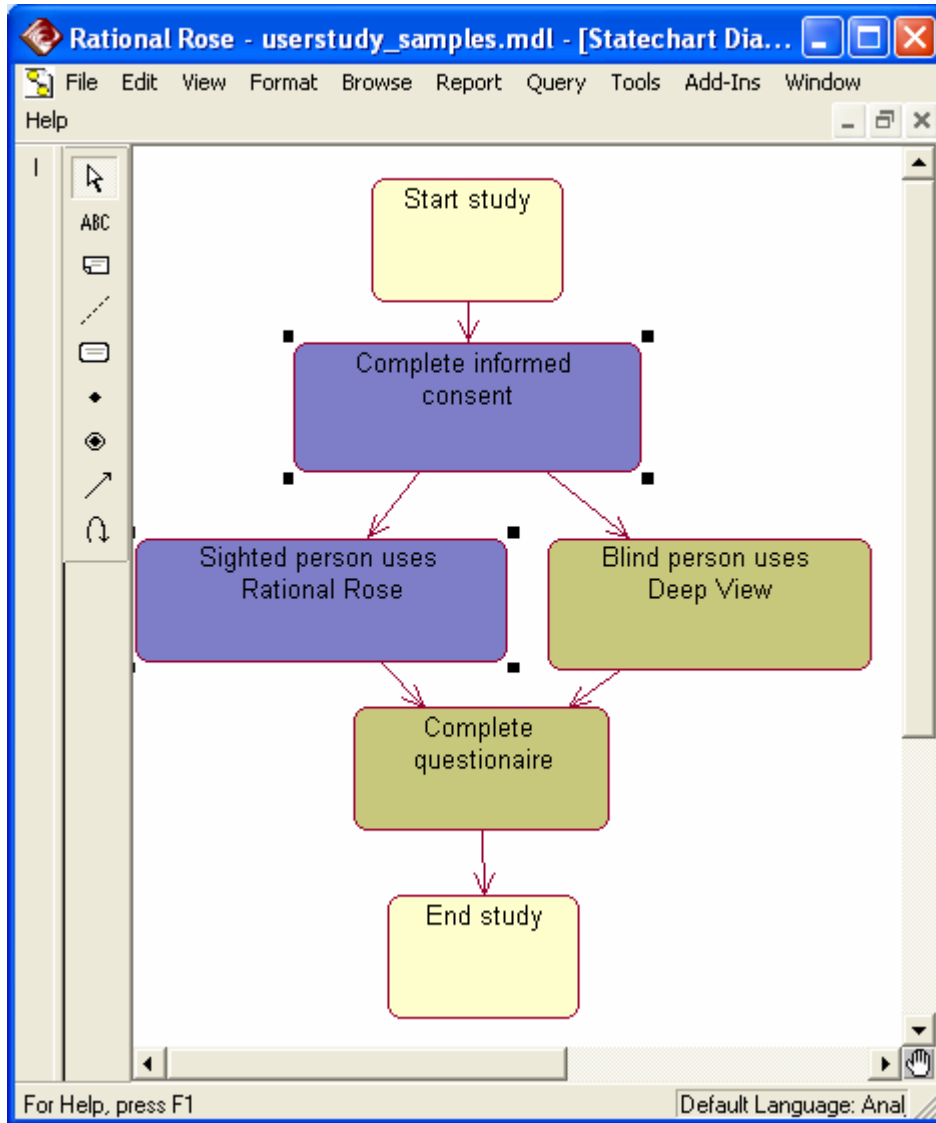 Rational Rose - userstudy_samples.mdl - [Statechart Dia...
File Edit View Format Browse Report Query Tools Add-Ins Window
Help
ABC
Start study
Complete informed
consent
Sighted person uses
Rational Rose
Blind person uses
Deep View
Complete
questionaire
End study
For Help, press F1
Default Language: Anal